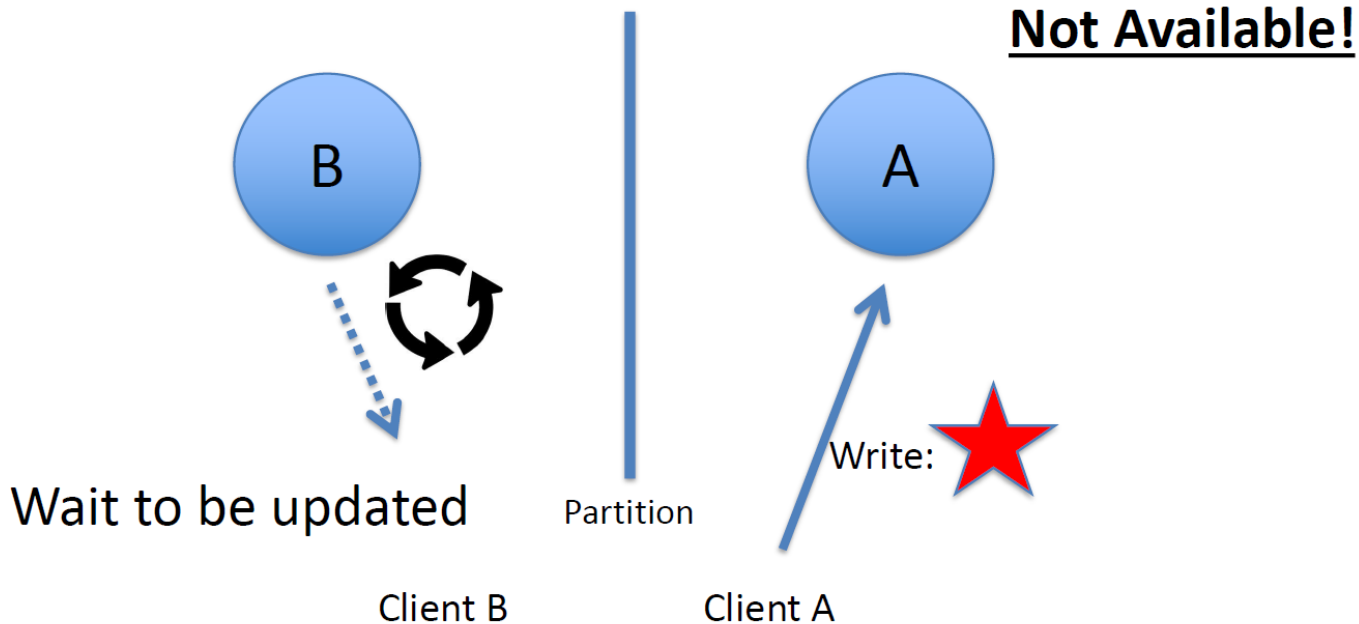 Not Available!
B
A
Write:
Wait to be updated
Partition
Client B
Client A